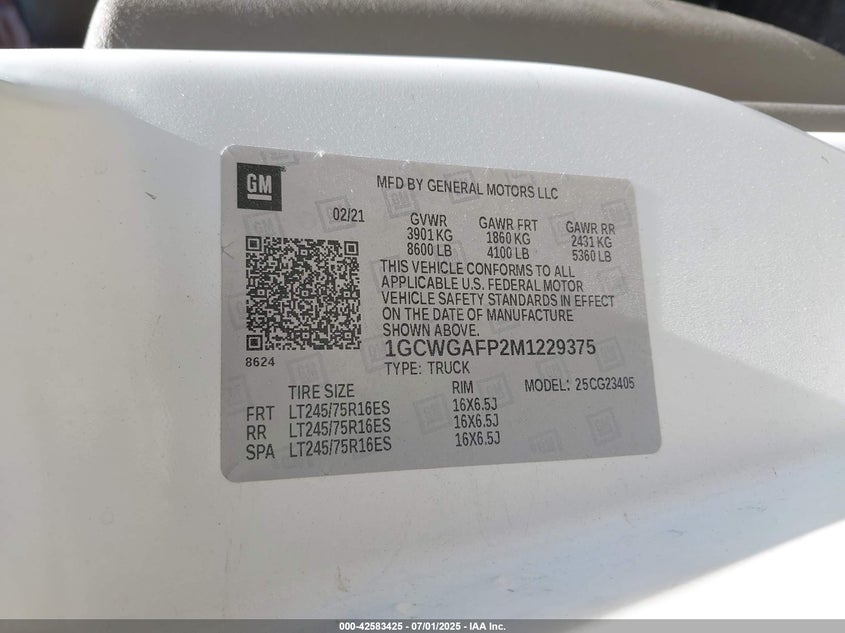 GM
MFD BY GENERAL MOTORS LLC
02/21
GVWR GAWR FRT GAWR RR
3901 KG 1860 KG 2431 KG
8600 LB 4100 LB 5360 LB
THIS VEHICLE CONFORMS TO ALL
APPLICABLE U.S. FEDERAL MOTOR
VEHICLE SAFETY STANDARDS IN EFFECT
ON THE DATE OF MANUFACTURE
SHOWN ABOVE.
8624
1GCWGAFP2M1229375
TYPE: TRUCK
TIRE SIZE RIM MODEL: 25CG23405
FRT LT245/75R16ES 16X6.5J
RR LT245/75R16ES 16X6.5J
SPA LT245/75R16ES 16X6.5J
000-42583425 - 07/01/2025 - IAA Inc.